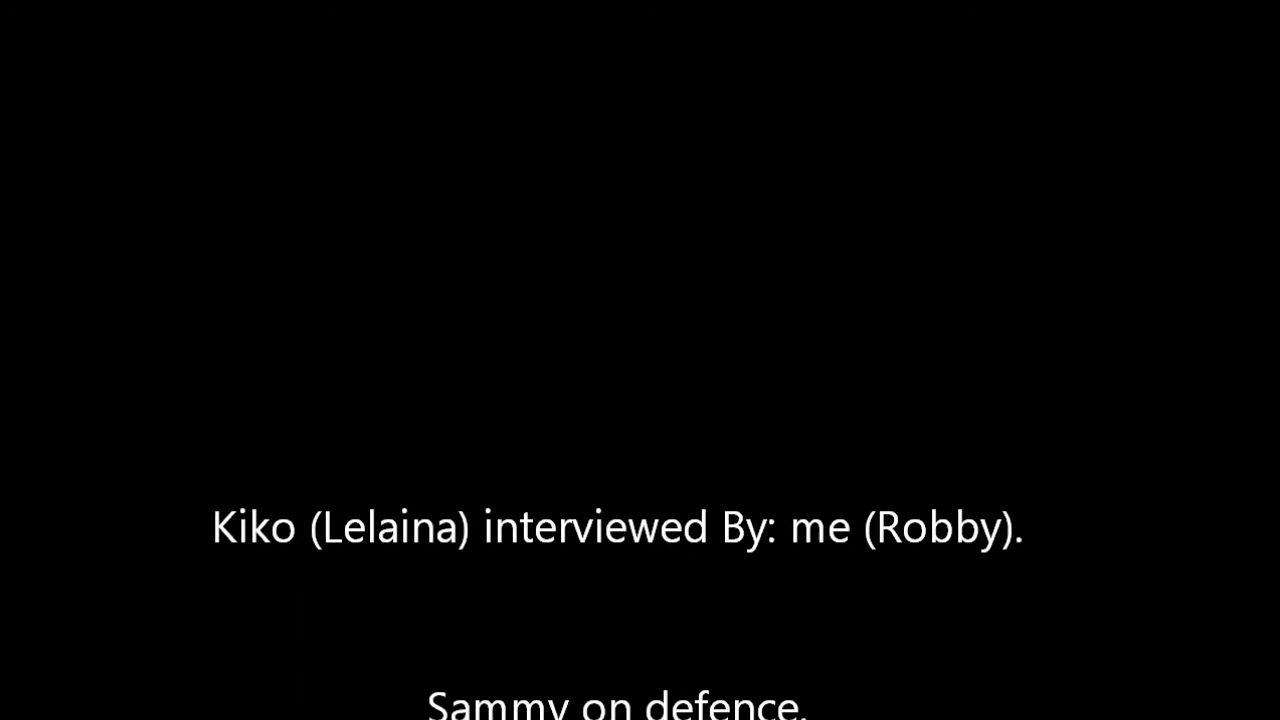 Kiko (Lelaina) interviewed By: me (Robby).
Sammy on defence.